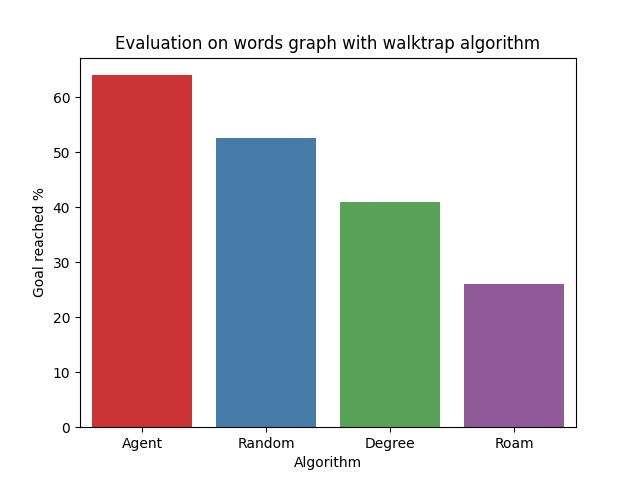 Evaluation on words graph with walktrap algorithm
Goal reached %
60
50
40
30
20
10
0
Agent Random Degree Roam
Algorithm